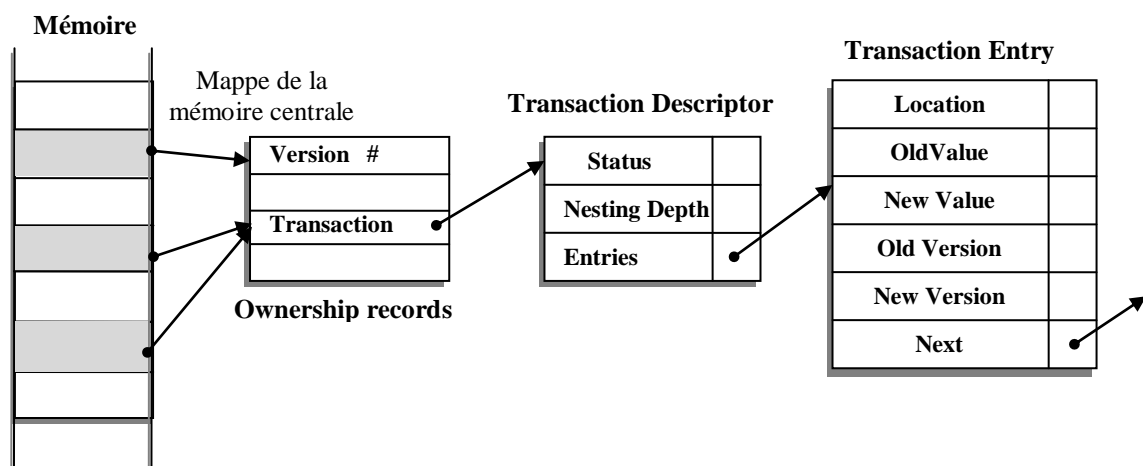 Mémoire
Mappe de la
mémoire centrale
Version #
Transaction
Ownership records
Transaction Descriptor
Status
Nesting Depth
Entries
Transaction Entry
Location
OldValue
New Value
Old Version
New Version
Next